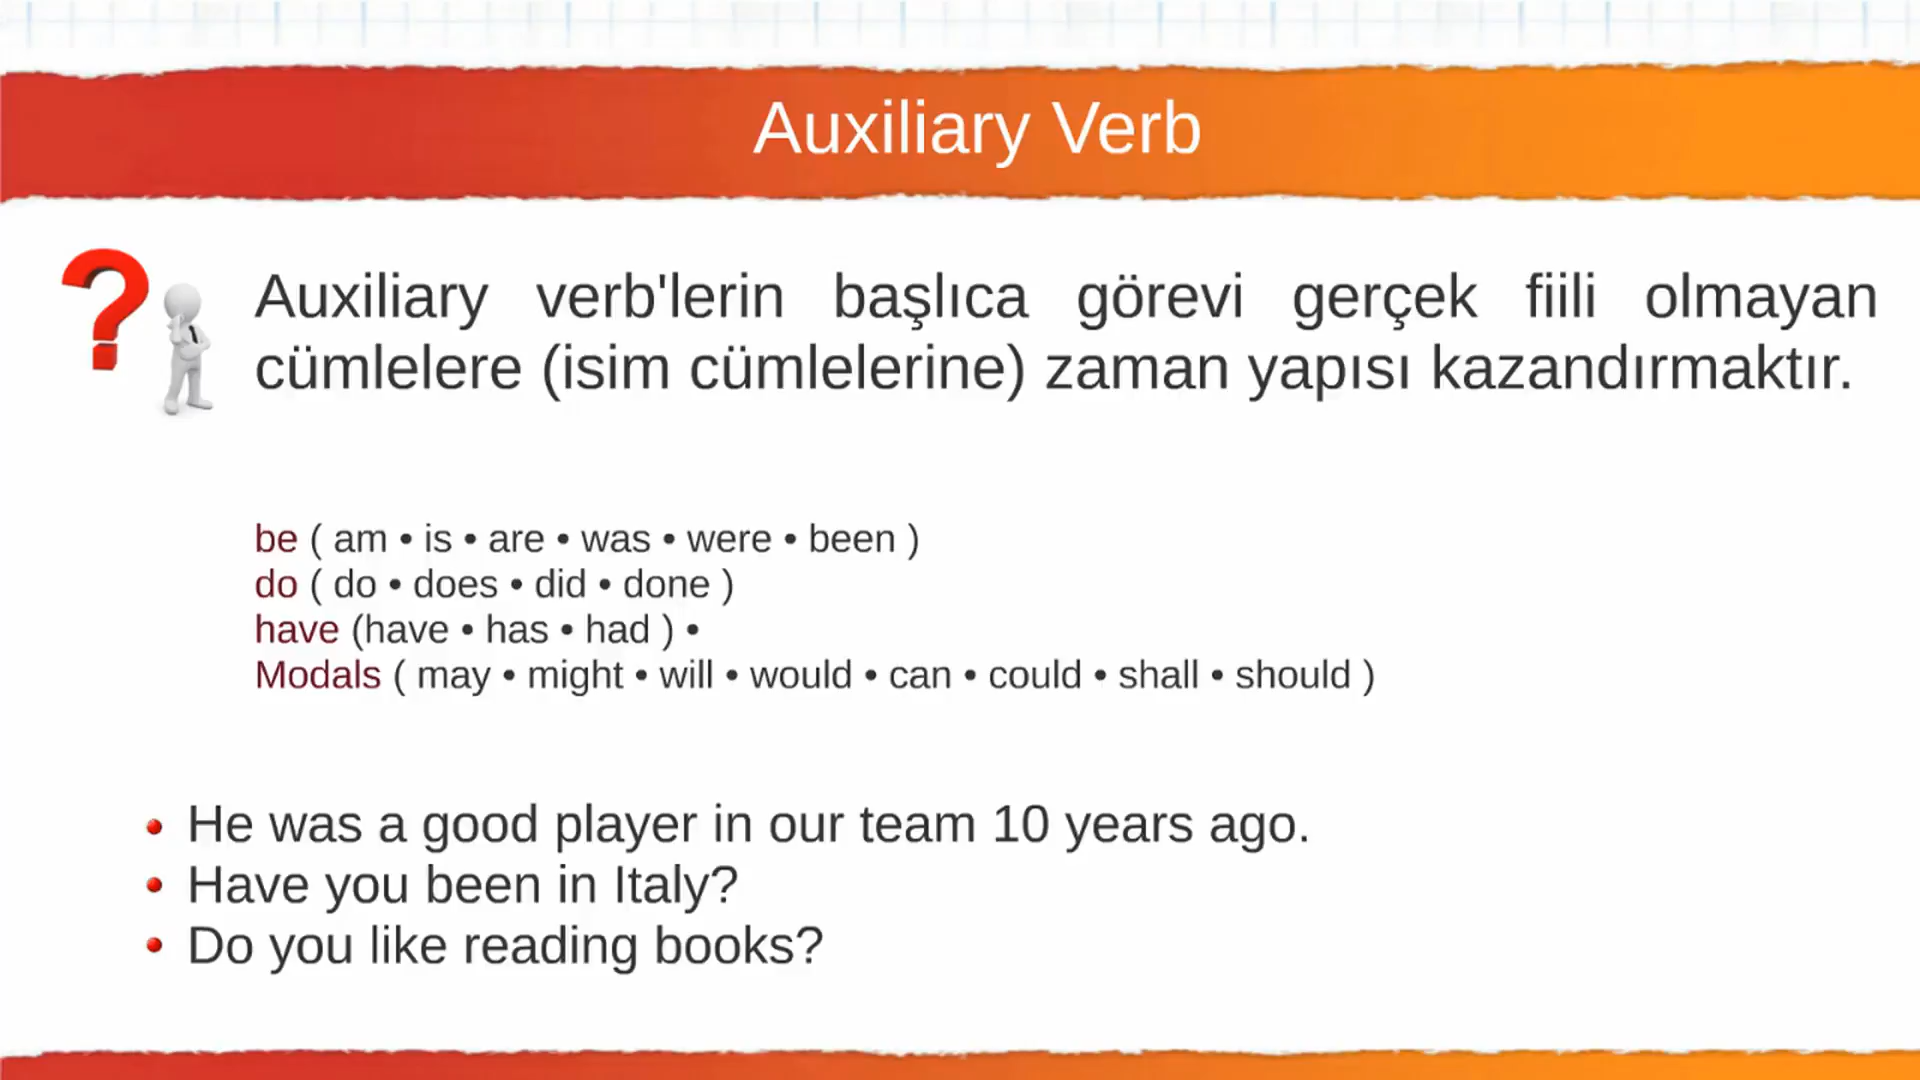 Auxiliary Verb
Auxiliary verb'lerin başlıca görevi gerçek fiili olmayan
cümlelere (isim cümlelerine) zaman yapısı kazandırmaktır.
be ( am • is • are • was • were • been )
do ( do • does • did • done )
have (have • has • had ) •
Modals ( may • might • will • would • can • could • shall • should )
• He was a good player in our team 10 years ago.
• Have you been in Italy?
• Do you like reading books?